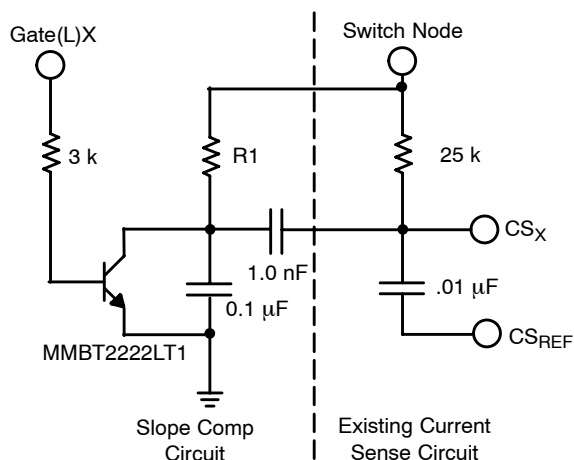 Gate(L)X
Switch Node
3 k
R1
25 k
CSX
1.0 nF
0.1 μF
.01 μF
MMBT2222LT1
CSREF
Slope Comp
Circuit
Existing Current
Sense Circuit